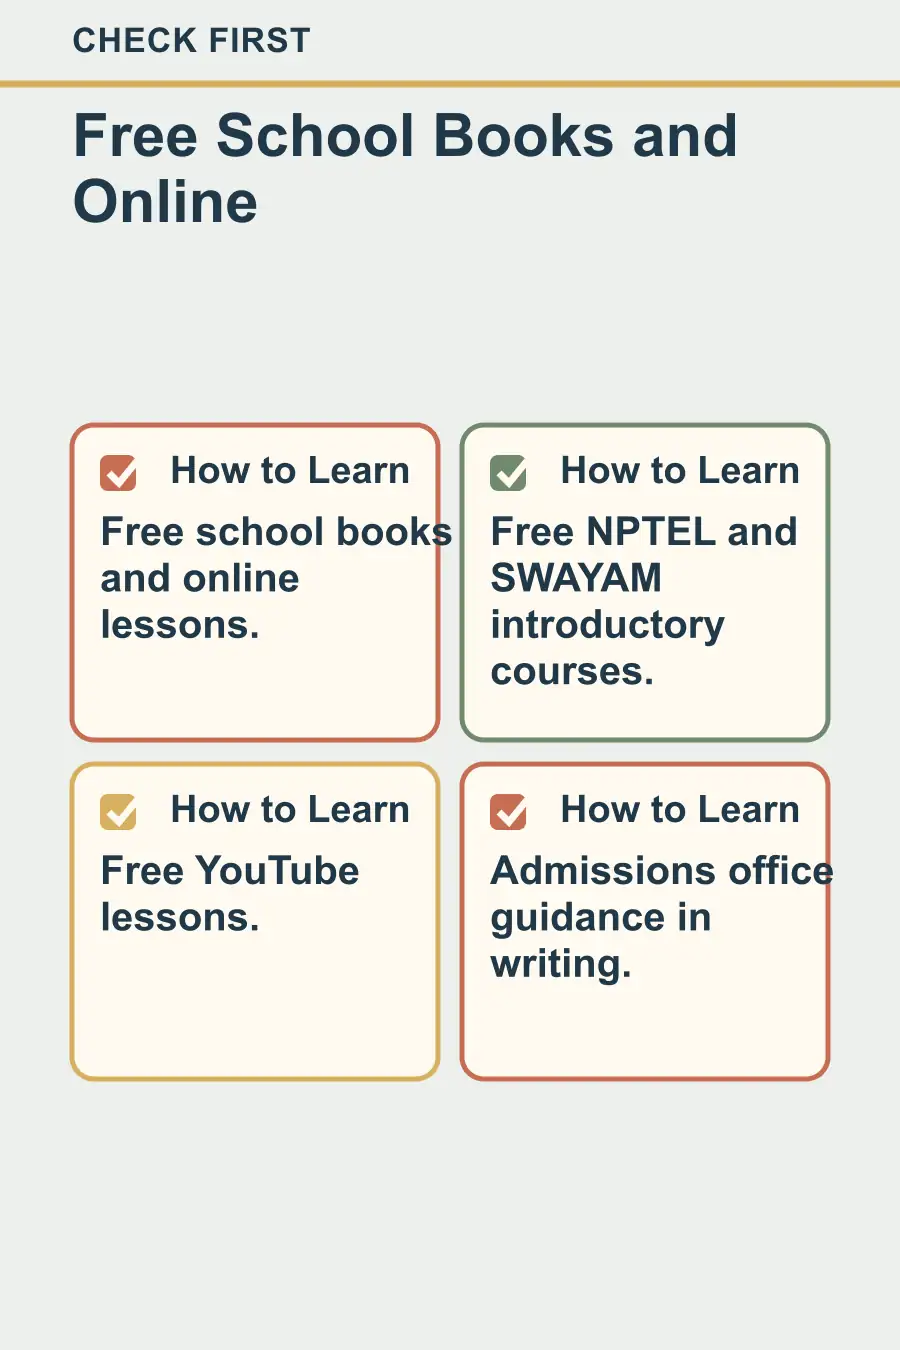 CHECK FIRST
Free School Books and
Online
How to Learn
Free school books
and online
lessons.
How to Learn
Free NPTEL and
SWAYAM
introductory
courses.
How to Learn
Free YouTube
lessons.
How to Learn
Admissions office
guidance in
writing.